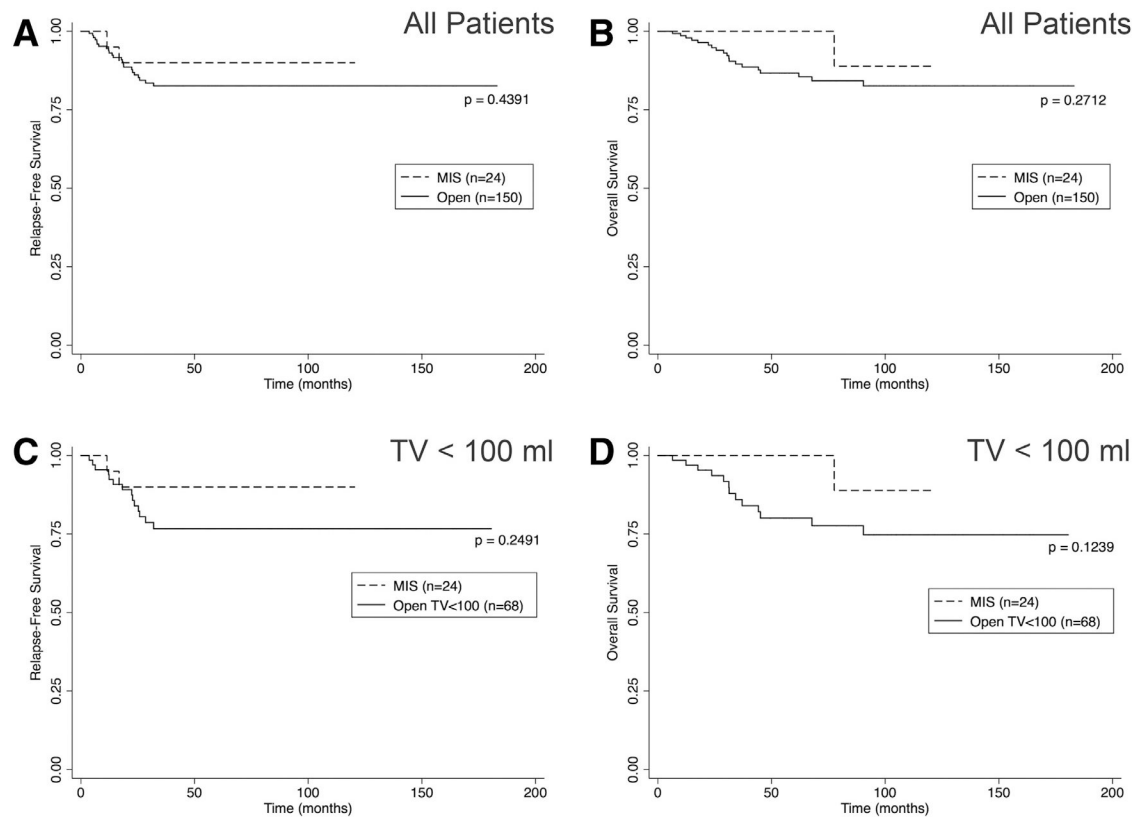 A
All Patients
1.00
0.75
0.50
0.25
0.00
Relapse-Free Survival
p = 0.4391
MIS (n=24)
Open (n=150)
0
50
100
150
200
Time (months)
B
All Patients
1.00
0.75
0.50
0.25
0.00
Overall Survival
p = 0.2712
MIS (n=24)
Open (n=150)
0
50
100
150
200
Time (months)
C
TV < 100 ml
1.00
0.75
0.50
0.25
0.00
Relapse-Free Survival
p = 0.2491
MIS (n=24)
Open TV<100 (n=68)
0
50
100
150
200
Time (months)
D
TV < 100 ml
1.00
0.75
0.50
0.25
0.00
Overall Survival
p = 0.1239
MIS (n=24)
Open TV<100 (n=68)
0
50
100
150
200
Time (months)